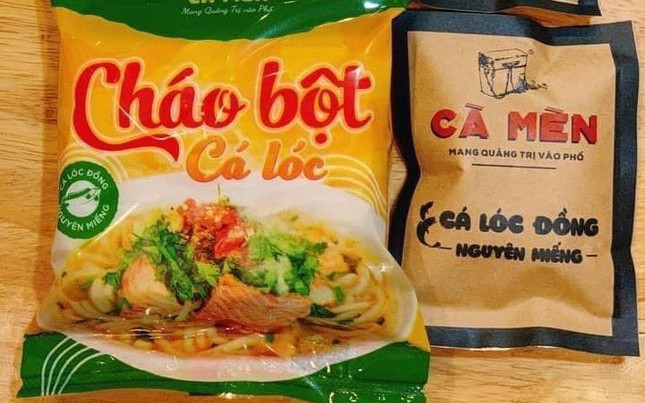 Mang Quảng Trị vào Phố
Cháo bột
Cá lóc
CÁ LÓC ĐỒNG
NGUYÊN MIẾNG
CÀ MÈN
MANG QUẢNG TRỊ VÀO PHỐ
CÁ LÓC ĐỒNG
NGUYÊN MIẾNG